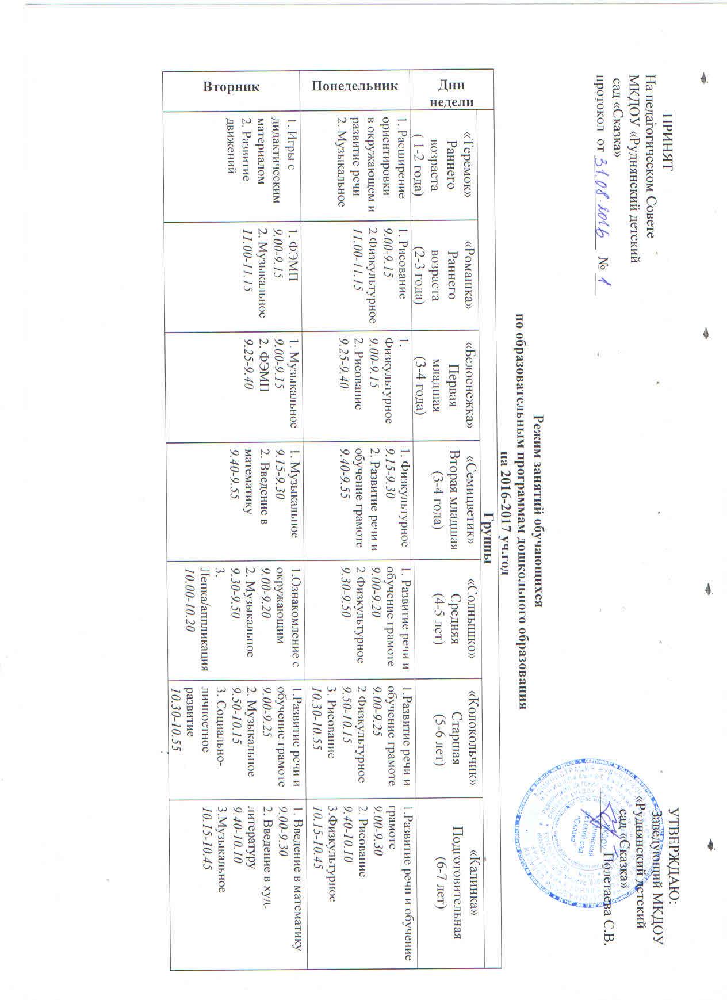 ПРИНЯТ
На педагогическом Совете
МКДОУ «Руднянский детский
сад «Сказка»
протокол от 31.08.2016 № 1
УТВЕРЖДАЮ:
Заведующий МКДОУ
«Руднянский детский
сад «Сказка»
Полетаева С.В.
Режим занятий обучающихся
по образовательным программам дошкольного образования
на 2016-2017 уч.год
Дни
недели
Группы
«Теремок»
Раннего
возраста
( 1-2 года)
«Ромашка»
Раннего
возраста
(2-3 года)
«Белоснежка»
Первая
младшая
(3-4 года)
«Семицветик»
Вторая младшая
(3-4 года)
«Солнышко»
Средняя
(4-5 лет)
«Колокольчик»
Старшая
(5-6 лет)
«Калинка»
Подготовительная
(6-7 лет)
Понедельник
1. Расширение
ориентировки
в окружающем и
развитие речи
2. Музыкальное
1. Рисование
9.00-9.15
2 Физкультурное
11.00-11.15
1.
Физкультурное
9.00-9.15
2. Рисование
9.25-9.40
1. Физкультурное
9.15-9.30
2. Развитие речи и
обучение грамоте
9.40-9.55
1. Развитие речи и
обучение грамоте
9.00-9.20
2 Физкультурное
9.30-9.50
1.Развитие речи и
обучение грамоте
9.00-9.25
2 Физкультурное
9.50-10.15
3. Рисование
10.30-10.55
1.Развитие речи и обучение
грамоте
9.00-9.30
2. Рисование
9.40-10.10
3.Физкультурное
10.15-10.45
Вторник
1. Игры с
дидактическим
материалом
2. Развитие
движений
1. ФЭМП
9.00-9.15
2. Музыкальное
11.00-11.15
1. Музыкальное
9.00-9.15
2. ФЭМП
9.25-9.40
1. Музыкальное
9.15-9.30
2. Введение в
математику
9.40-9.55
1.Ознакомление с
окружающим
9.00-9.20
2. Музыкальное
9.30-9.50
3.
Лепка/аппликация
10.00-10.20
1.Развитие речи и
обучение грамоте
9.00-9.25
2. Музыкальное
9.50-10.15
3. Социально-
личностное
развитие
10.30-10.55
1. Введение в математику
9.00-9.30
2. Введение в худ.
литературу
9.40-10.10
3.Музыкальное
10.15-10.45
МКДОУ
Руднянский
детский сад
"Сказка"